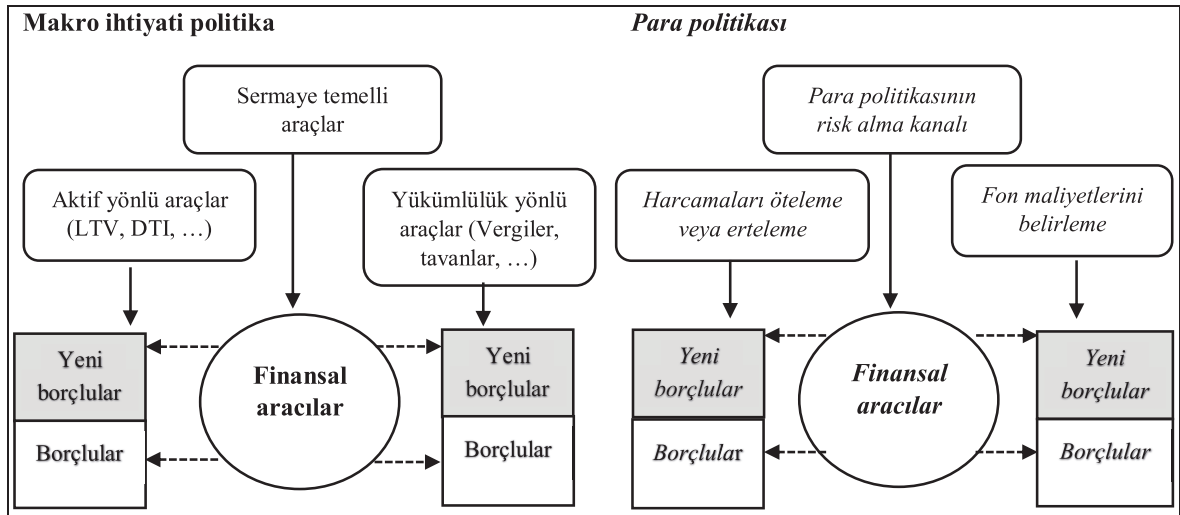 Makro ihtiyati politika
Sermaye temelli
araçlar
Aktif yönlü araçlar
(LTV, DTI, …)
Yükümlülük yönlü
araçlar (Vergiler,
tavanlar, …)
Yeni
borçlular
Borçlular
Finansal
aracılar
Yeni
borçlular
Borçlular
Para politikası
Para politikasının
risk alma kanalı
Harcamaları öteleme
veya erteleme
Fon maliyetlerini
belirleme
Yeni
borçlular
Borçlular
Finansal
aracılar
Yeni
borçlular
Borçlular